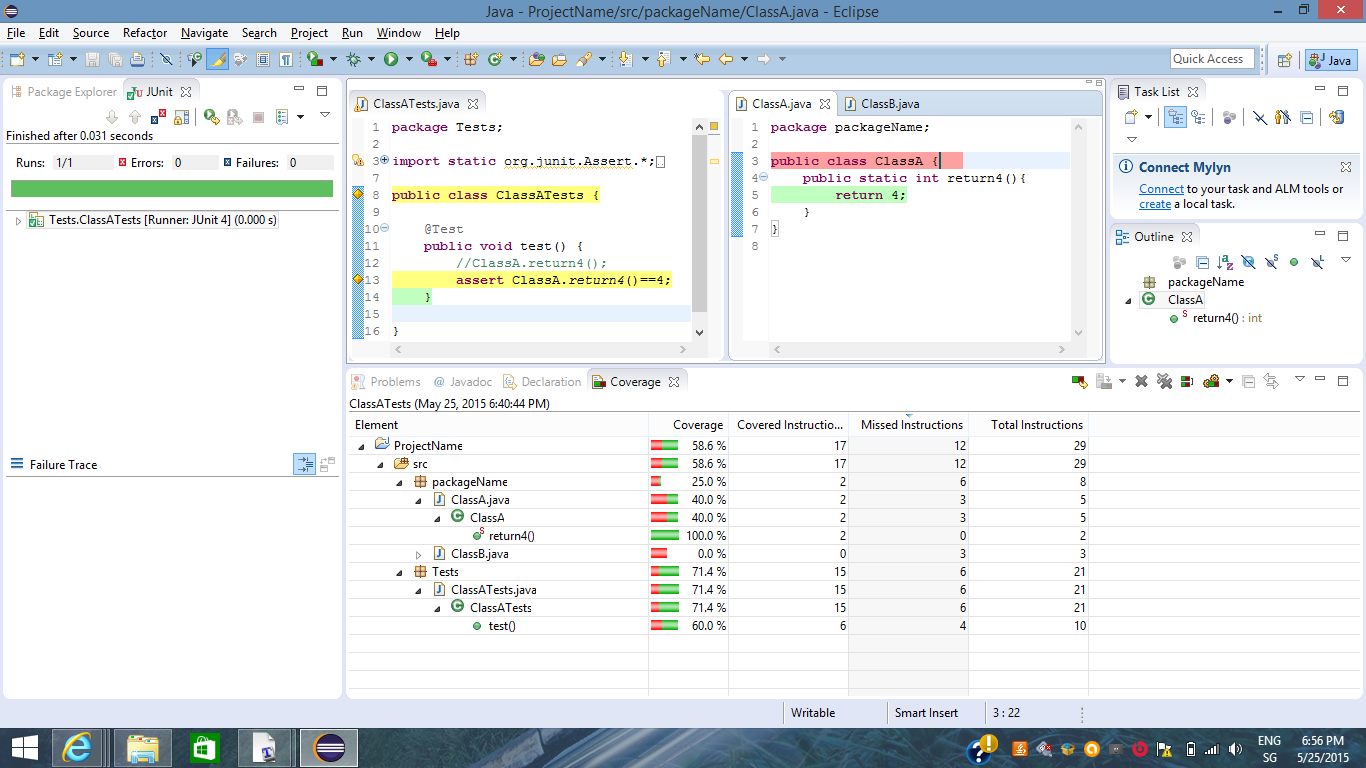 Java - ProjectName/src/packageName/ClassA.java - Eclipse
File Edit Source Refactor Navigate Search Project Run Window Help
Quick Access
Java
Package Explorer JUnit
Finished after 0.031 seconds
Runs: 1/1 Errors: 0 Failures: 0
Tests.ClassATests [Runner: JUnit 4] (0.000 s)
Failure Trace
ClassATests.java
1 package Tests;
2
3 import static org.junit.Assert.*;
7
8 public class ClassATests {
9
10 @Test
11 public void test() {
12 //ClassA.return4();
13 assert ClassA.return4()==4;
14 }
15
16 }
ClassA.java ClassB.java
1 package packageName;
2
3 public class ClassA {
4 public static int return4(){
5 return 4;
6 }
7 }
8
Task List
Connect Mylyn
Connect to your task and ALM tools or
create a local task.
Outline
packageName
ClassA
return4() : int
Problems Javadoc Declaration Coverage
ClassATests (May 25, 2015 6:40:44 PM)
Element Coverage Covered Instructio... Missed Instructions Total Instructions
ProjectName 58.6 % 17 12 29
src 58.6 % 17 12 29
packageName 25.0 % 2 6 8
ClassA.java 40.0 % 2 3 5
ClassA 40.0 % 2 3 5
return4() 100.0 % 2 0 2
ClassB.java 0.0 % 0 3 3
Tests 71.4 % 15 6 21
ClassATests.java 71.4 % 15 6 21
ClassATests 71.4 % 15 6 21
test() 60.0 % 6 4 10
Writable Smart Insert 3 : 22
ENG 6:56 PM
SG 5/25/2015